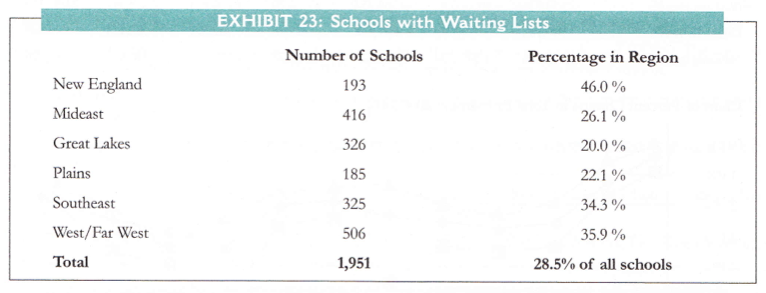 EXHIBIT 23: Schools with Waiting Lists
Number of Schools Percentage in Region
New England 193 46.0 %
Mideast 416 26.1 %
Great Lakes 326 20.0 %
Plains 185 22.1 %
Southeast 325 34.3 %
West/Far West 506 35.9 %
Total 1,951 28.5% of all schools